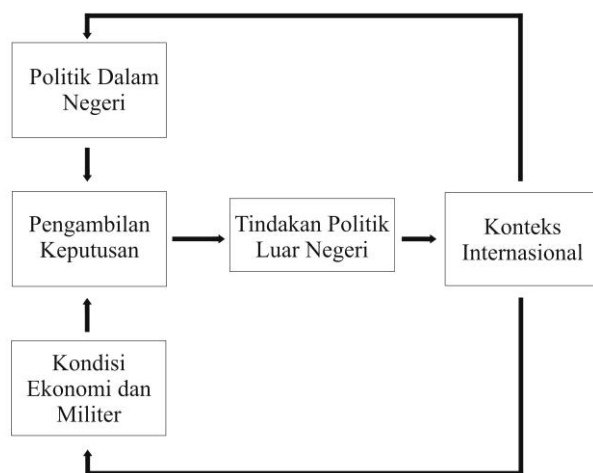 Politik Dalam
Negeri
Pengambilan
Keputusan
Tindakan Politik
Luar Negeri
Konteks
Internasional
Kondisi
Ekonomi dan
Militer